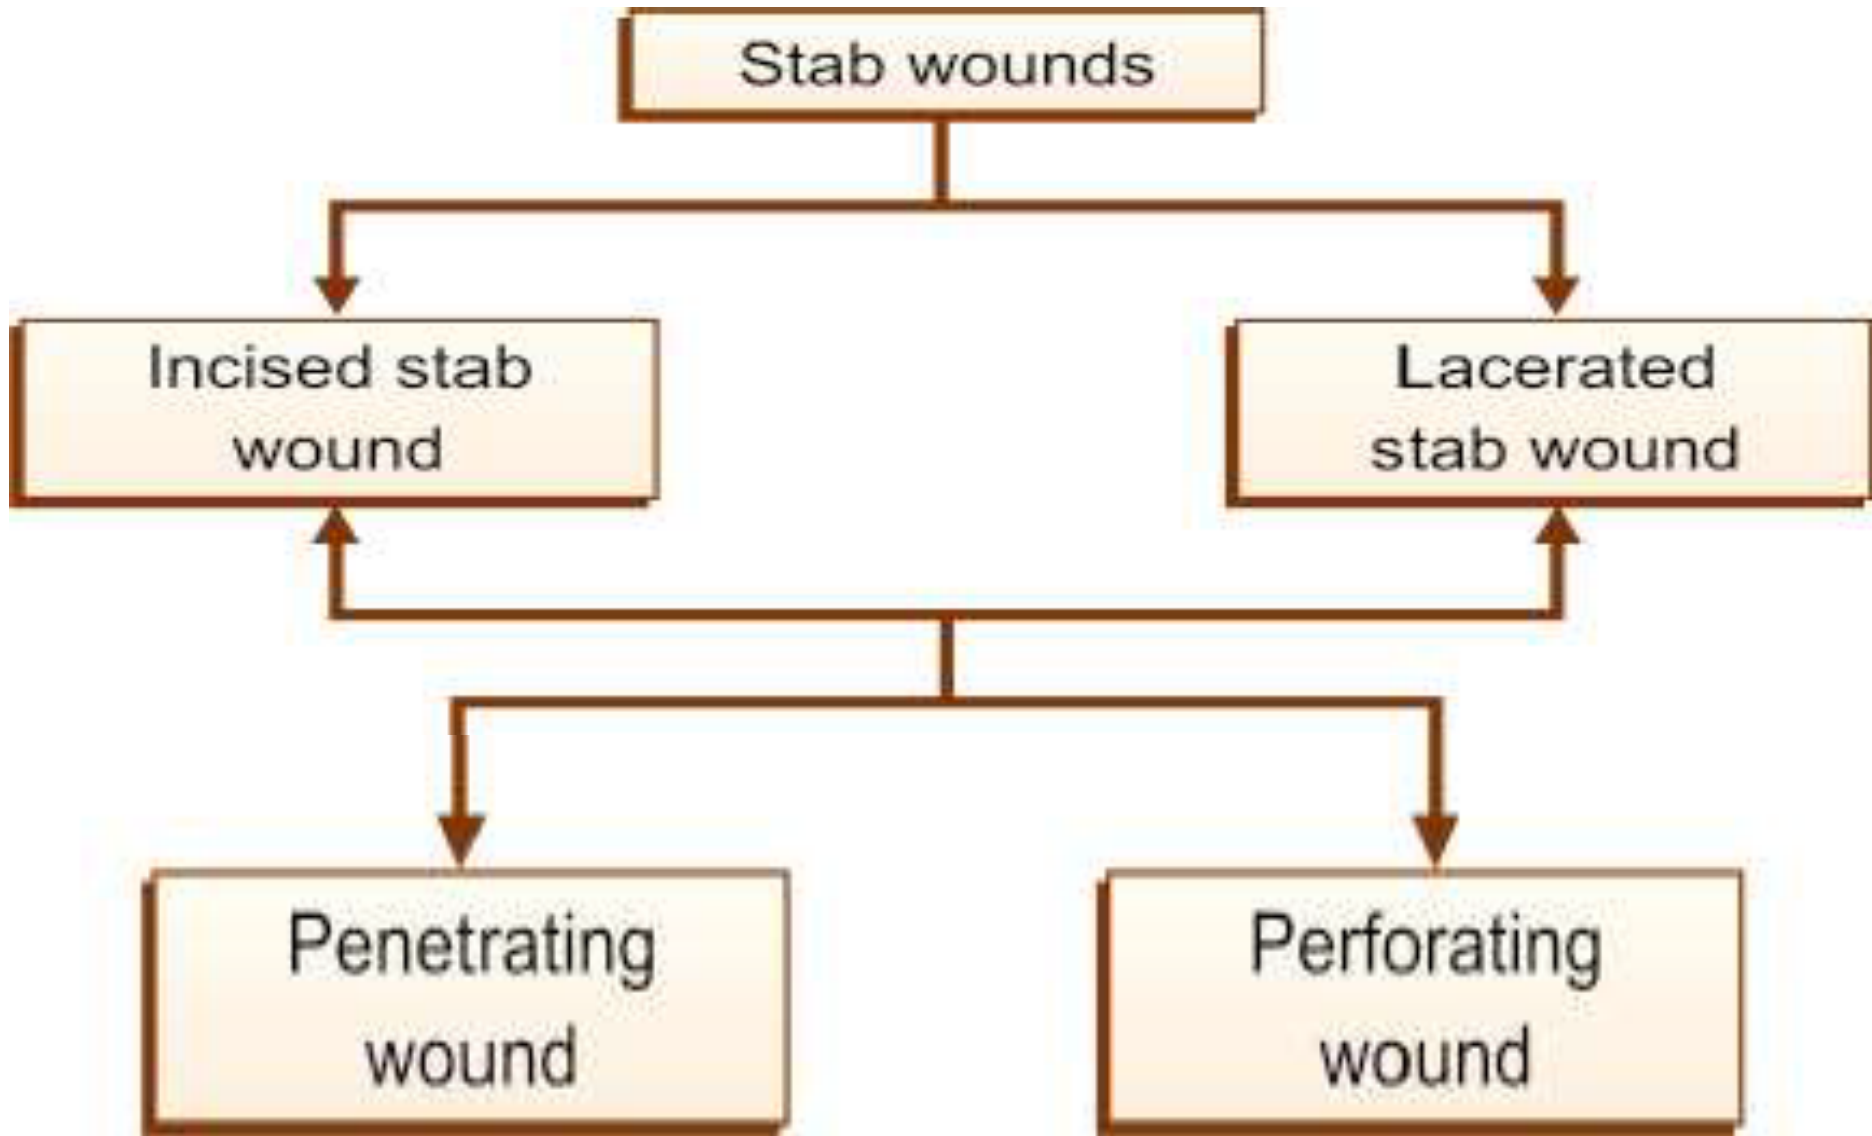 Stab wounds
Incised stab
wound
Lacerated
stab wound
Penetrating
wound
Perforating
wound